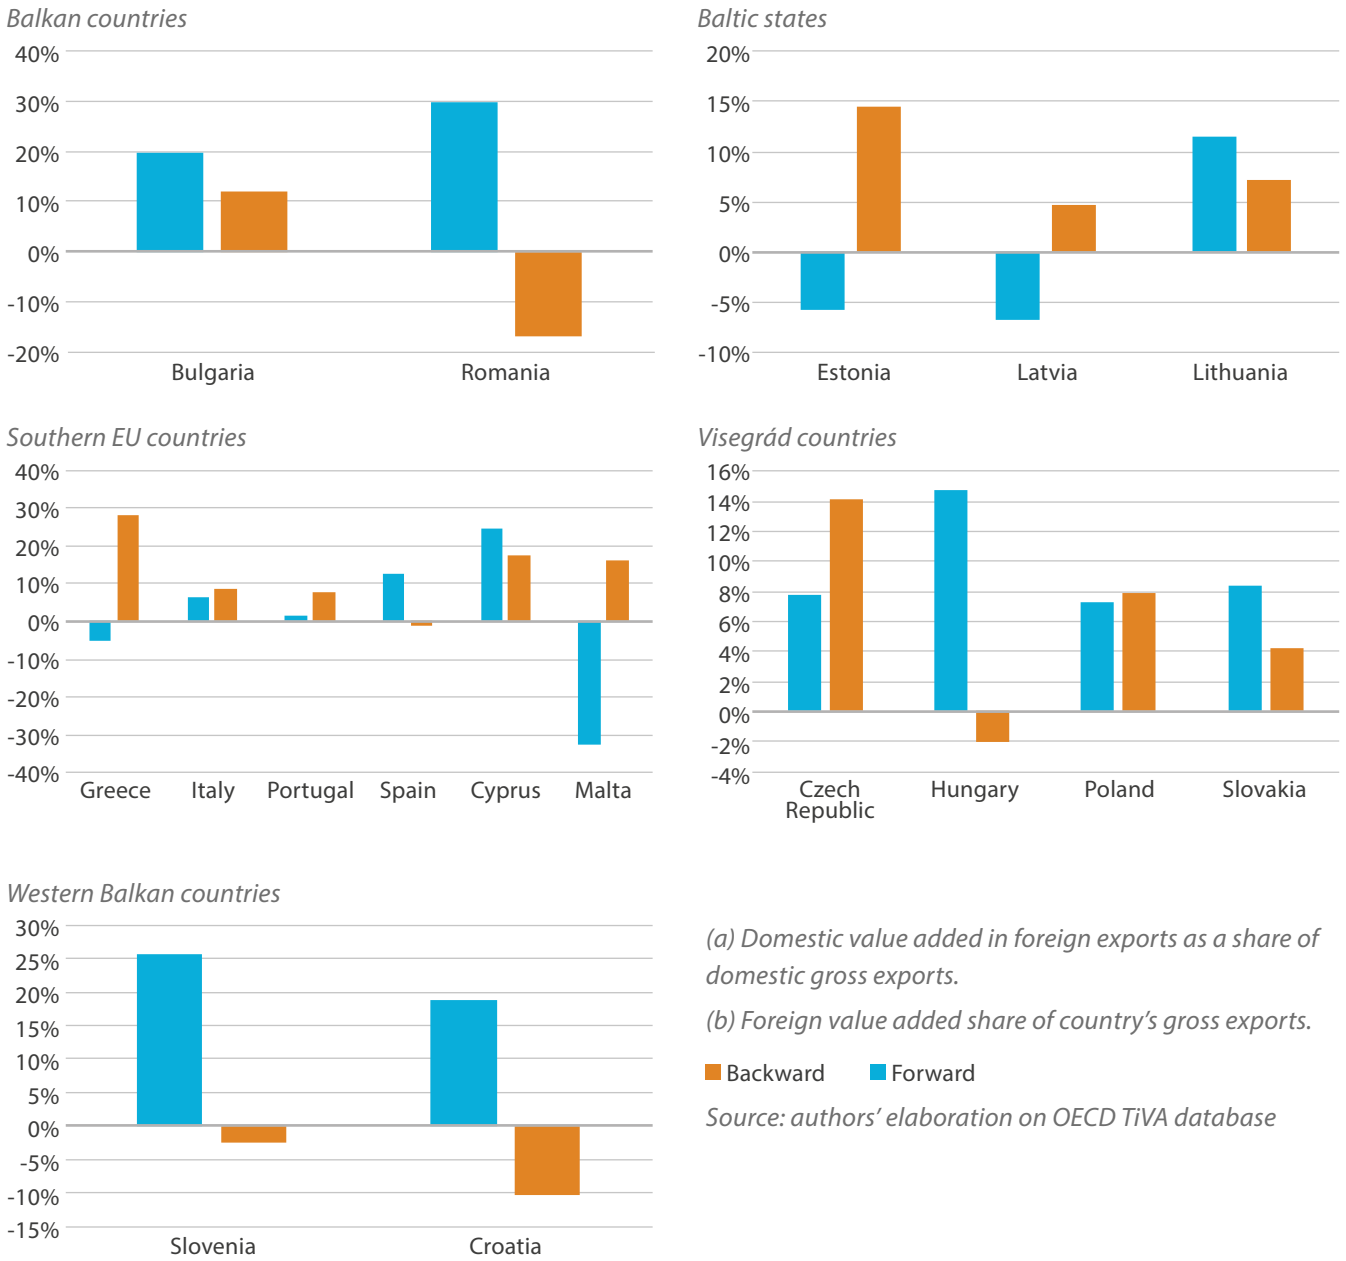 Balkan countries
40%
30%
20%
10%
0%
-10%
-20%
Bulgaria
Romania
Baltic states
20%
15%
10%
5%
0%
-5%
-10%
Estonia
Latvia
Lithuania
Southern EU countries
40%
30%
20%
10%
0%
-10%
-20%
-30%
-40%
Greece
Italy
Portugal
Spain
Cyprus
Malta
Visegrád countries
16%
14%
12%
10%
8%
6%
4%
2%
0%
-2%
-4%
Czech
Republic
Hungary
Poland
Slovakia
Western Balkan countries
30%
25%
20%
15%
10%
5%
0%
-5%
-10%
-15%
Slovenia
Croatia
(a) Domestic value added in foreign exports as a share of
domestic gross exports.
(b) Foreign value added share of country’s gross exports.
Backward
Forward
Source: authors’ elaboration on OECD TiVA database